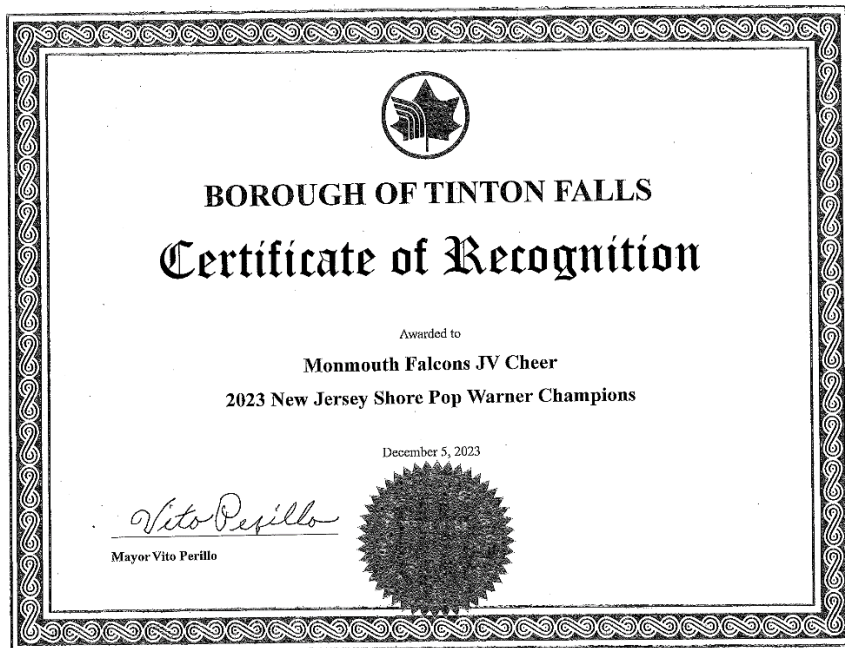 BOROUGH OF TINTON FALLS
Certificate of Recognition
Awarded to
Monmouth Falcons JV Cheer
2023 New Jersey Shore Pop Warner Champions
December 5, 2023
Vito Perillo
Mayor Vito Perillo